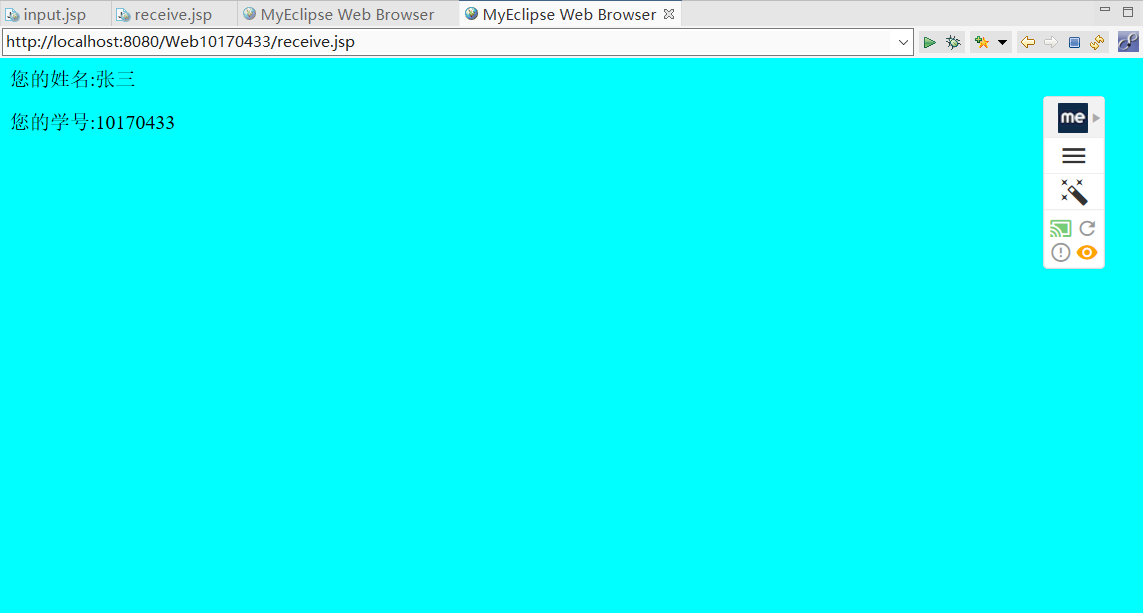 input.jsp receive.jsp MyEclipse Web Browser MyEclipse Web Browser
http://localhost:8080/Web10170433/receive.jsp
您的姓名:张三
me
您的学号:10170433